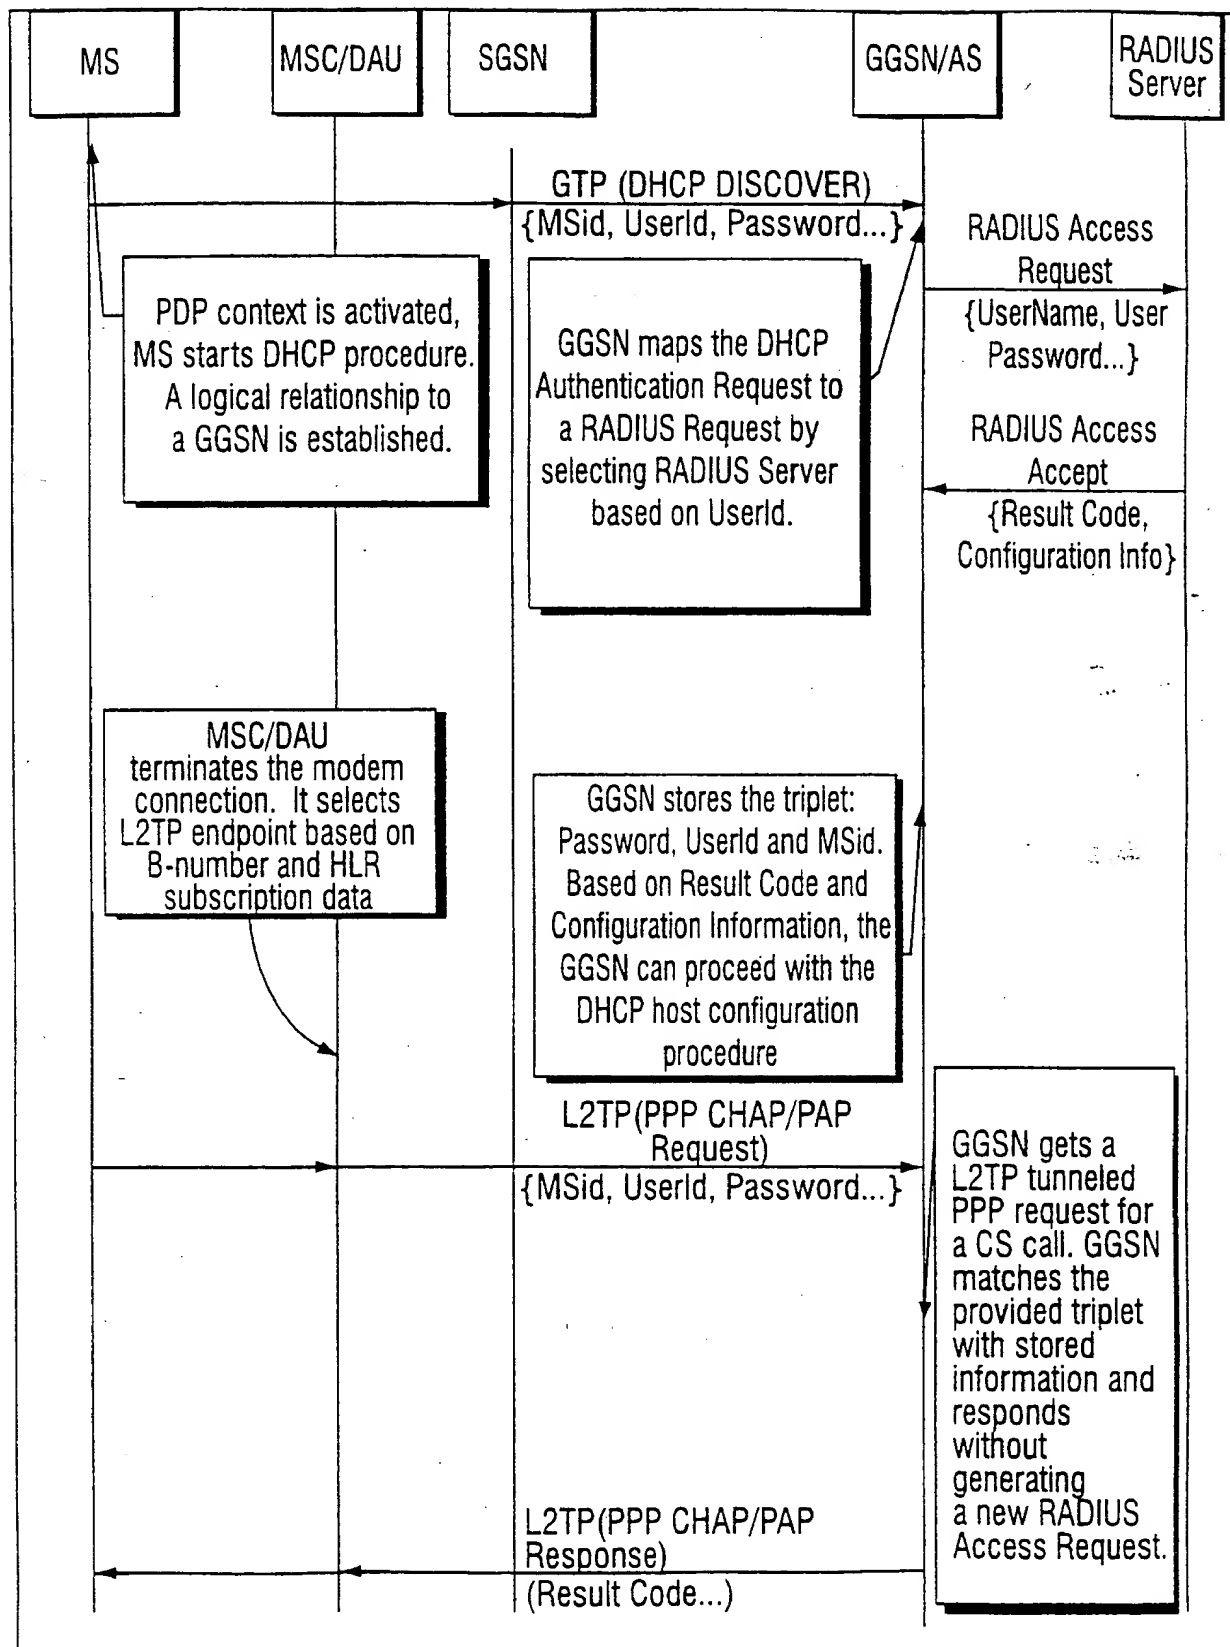 MS
MSC/DAU
SGSN
GGSN/AS
RADIUS
Server
GTP (DHCP DISCOVER)
{MSid, UserId, Password...}
RADIUS Access
Request
{UserName, User
Password...}
PDP context is activated,
MS starts DHCP procedure.
A logical relationship to
a GGSN is established.
GGSN maps the DHCP
Authentication Request to
a RADIUS Request by
selecting RADIUS Server
based on UserId.
RADIUS Access
Accept
{Result Code,
Configuration Info}
MSC/DAU
terminates the modem
connection. It selects
L2TP endpoint based on
B-number and HLR
subscription data
GGSN stores the triplet:
Password, UserId and MSid.
Based on Result Code and
Configuration Information, the
GGSN can proceed with the
DHCP host configuration
procedure
L2TP(PPP CHAP/PAP
Request)
{MSid, UserId, Password...}
GGSN gets a
L2TP tunneled
PPP request for
a CS call. GGSN
matches the
provided triplet
with stored
information and
responds
without
generating
a new RADIUS
Access Request.
L2TP(PPP CHAP/PAP
Response)
(Result Code...)